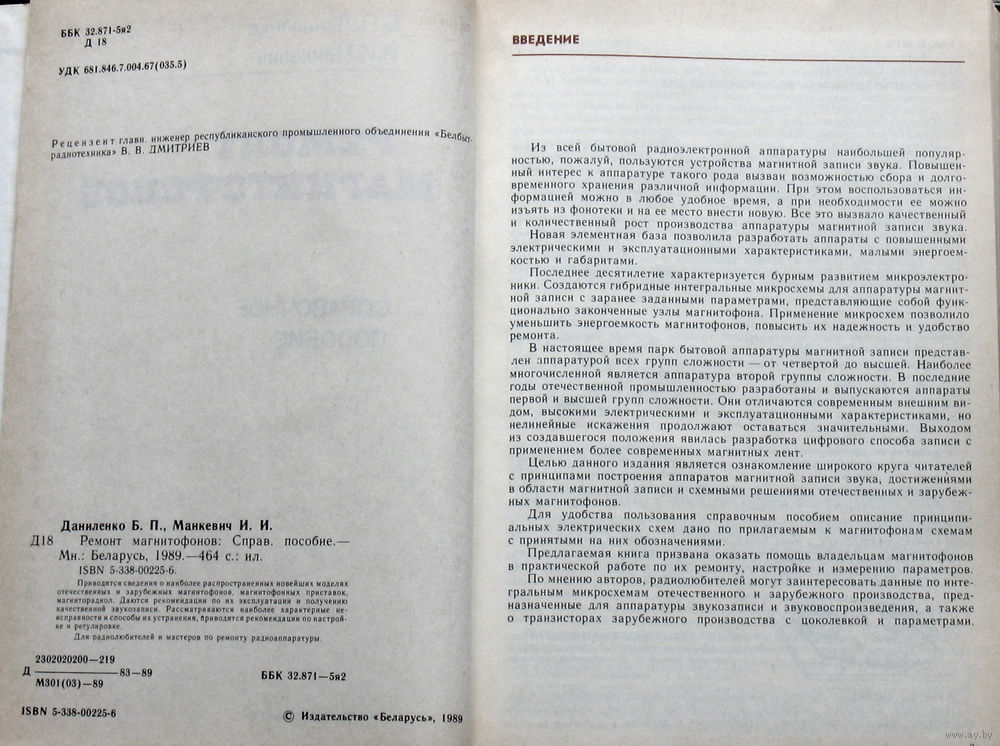 ББК 32.871-5я2
Д 18
УДК 681.846.7.004.67(035.5)
Рецензент главн. инженер республиканского промышленного объединения «Белбыт-
радиотехника» В. В. ДМИТРИЕВ
Даниленко Б. П., Манкевич И. И.
Д18 Ремонт магнитофонов: Справ. пособие.—
Мн.: Беларусь, 1989.—464 с.: ил.
ISBN 5-338-00225-6.
Приводятся сведения о наиболее распространенных новейших моделях
отечественных и зарубежных магнитофонов, магнитофонных приставок,
магниторадиол. Даются рекомендации по их эксплуатации и получению
качественной звукозаписи. Рассматриваются наиболее характерные не-
исправности и способы их устранения, приводятся рекомендации по настрой-
ке и регулировке.
Для радиолюбителей и мастеров по ремонту радиоаппаратуры.
2302020200—219
Д 83—89
М301(03)—89
ББК 32.871—5я2
ISBN 5-338-00225-6
© Издательство «Беларусь», 1989
ВВЕДЕНИЕ
Из всей бытовой радиоэлектронной аппаратуры наибольшей популяр-
ностью, пожалуй, пользуются устройства магнитной записи звука. Повышен-
ный интерес к аппаратуре такого рода вызван возможностью сбора и долго-
временного хранения различной информации. При этом воспользоваться ин-
формацией можно в любое удобное время, а при необходимости ее можно
изъять из фонотеки и на ее место внести новую. Все это вызвало качественный
и количественный рост производства аппаратуры магнитной записи звука.
Новая элементная база позволила разработать аппараты с повышенными
электрическими и эксплуатационными характеристиками, малыми энергоем-
костью и габаритами.
Последнее десятилетие характеризуется бурным развитием микроэлектро-
ники. Создаются гибридные интегральные микросхемы для аппаратуры магнит-
ной записи с заранее заданными параметрами, представляющие собой функ-
ционально законченные узлы магнитофона. Применение микросхем позволило
уменьшить энергоемкость магнитофонов, повысить их надежность и удобство
ремонта.
В настоящее время парк бытовой аппаратуры магнитной записи представ-
лен аппаратурой всех групп сложности — от четвертой до высшей. Наиболее
многочисленной является аппаратура второй группы сложности. В последние
годы отечественной промышленностью разработаны и выпускаются аппараты
первой и высшей групп сложности. Они отличаются современным внешним ви-
дом, высокими электрическими и эксплуатационными характеристиками, но
нелинейные искажения продолжают оставаться значительными. Выходом
из создавшегося положения явилась разработка цифрового способа записи с
применением более современных магнитных лент.
Целью данного издания является ознакомление широкого круга читателей
с принципами построения аппаратов магнитной записи звука, достижениями
в области магнитной записи и схемными решениями отечественных и зарубеж-
ных магнитофонов.
Для удобства пользования справочным пособием описание принципи-
альных электрических схем дано по прилагаемым к магнитофонам схемам
с принятыми на них обозначениями.
Предлагаемая книга призвана оказать помощь владельцам магнитофонов
в практической работе по их ремонту, настройке и измерению параметров.
По мнению авторов, радиолюбителей могут заинтересовать данные по инте-
гральным микросхемам отечественного и зарубежного производства, пред-
назначенные для аппаратуры звукозаписи и звуковоспроизведения, а также
о транзисторах зарубежного производства с цоколевкой и параметрами.
www.ay.by